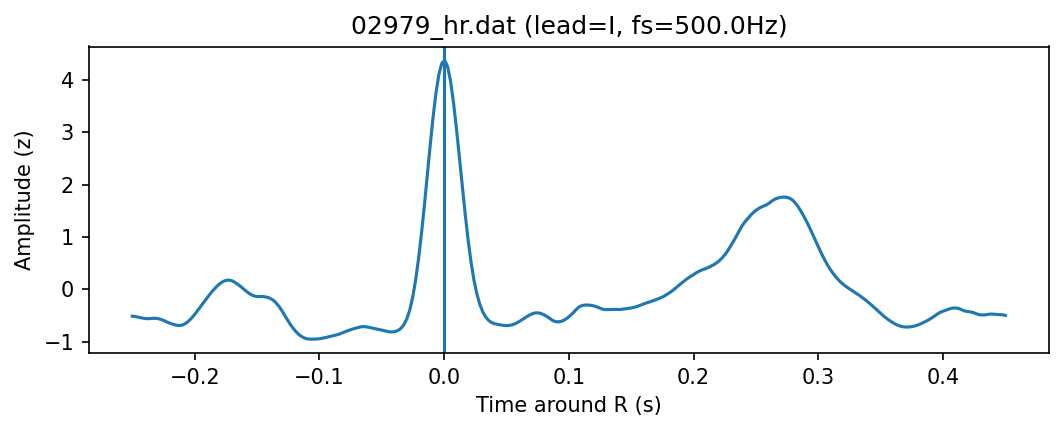 02979_hr.dat (lead=I, fs=500.0Hz)
Amplitude (z)
4
3
2
1
0
−1
−0.2 −0.1 0.0 0.1 0.2 0.3 0.4
Time around R (s)